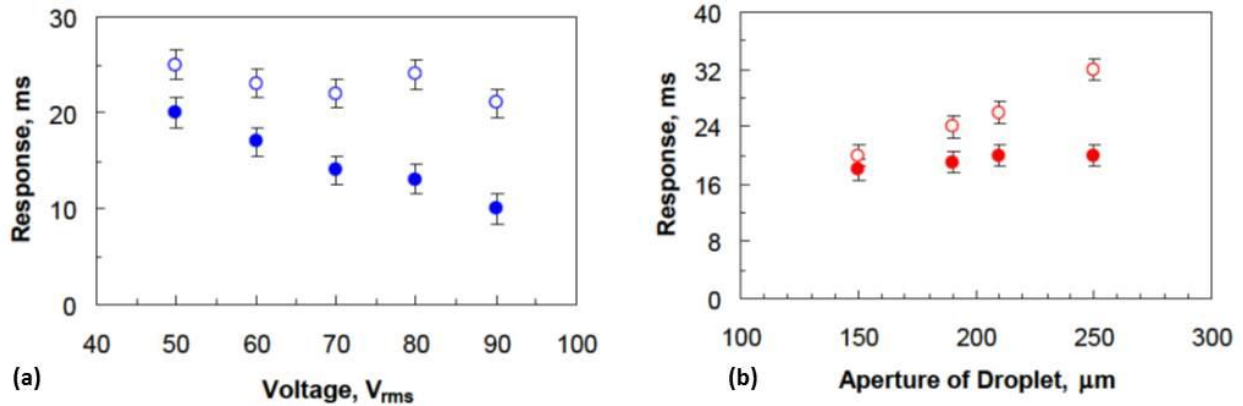 30
20
10
0
40 50 60 70 80 90 100
Response, ms
Voltage, Vrms
(a)
40
32
24
16
8
0
100 150 200 250 300
Response, ms
Aperture of Droplet, μm
(b)